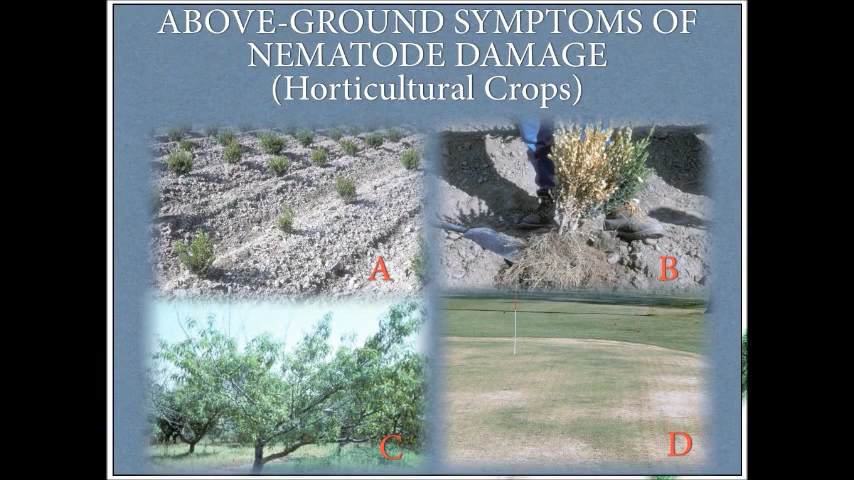 ABOVE-GROUND SYMPTOMS OF
NEMATODE DAMAGE
(Horticultural Crops)
A
B
C
D